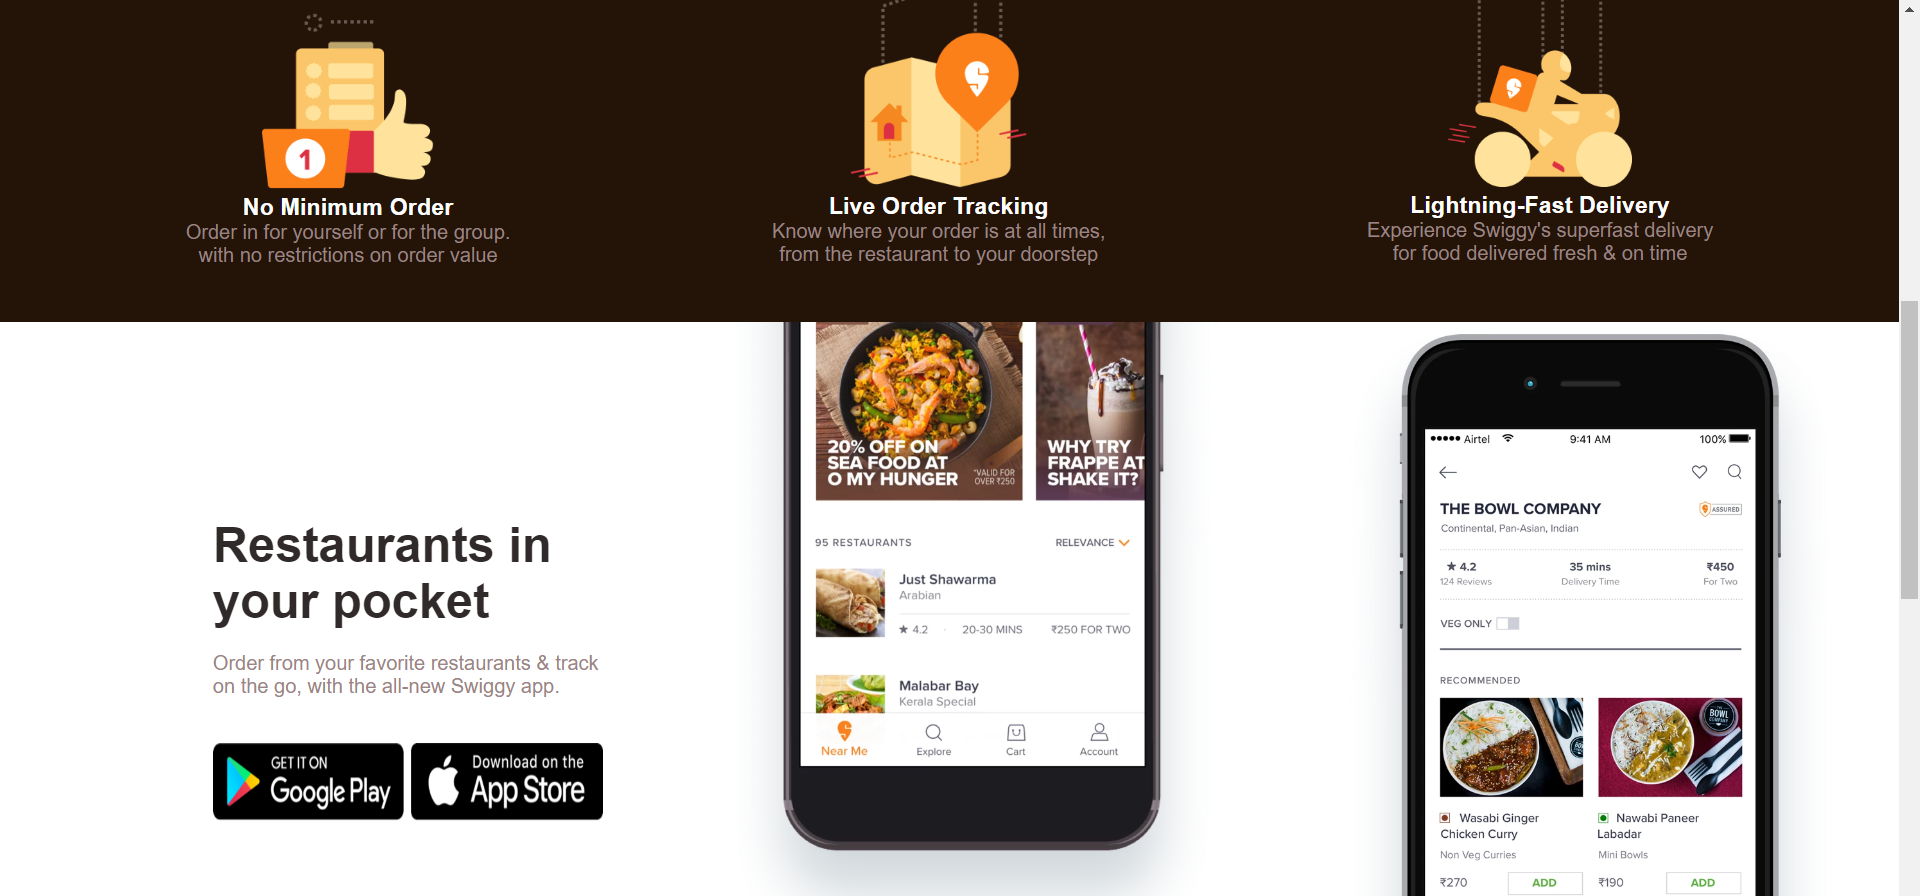 1
No Minimum Order
Order in for yourself or for the group.
with no restrictions on order value
Live Order Tracking
Know where your order is at all times,
from the restaurant to your doorstep
Lightning-Fast Delivery
Experience Swiggy's superfast delivery
for food delivered fresh & on time
Restaurants in
your pocket
Order from your favorite restaurants & track
on the go, with the all-new Swiggy app.
GET IT ON
Google Play
Download on the
App Store
20% OFF ON
SEA FOOD AT
O MY HUNGER
*VALID FOR
OVER ₹250
WHY TRY
FRAPPE AT
SHAKE IT?
95 RESTAURANTS
RELEVANCE
Just Shawarma
Arabian
★ 4.2 · 20-30 MINS ₹250 FOR TWO
Malabar Bay
Kerala Special
Near Me
Explore
Cart
Account
Airtel 9:41 AM 100%
THE BOWL COMPANY
ASSURED
Continental, Pan-Asian, Indian
★ 4.2 35 mins ₹450
124 Reviews Delivery Time For Two
VEG ONLY
RECOMMENDED
THE
BOWL
COMPANY
Wasabi Ginger
Chicken Curry
Non Veg Curries
₹270 ADD
Nawabi Paneer
Labadar
Mini Bowls
₹190 ADD